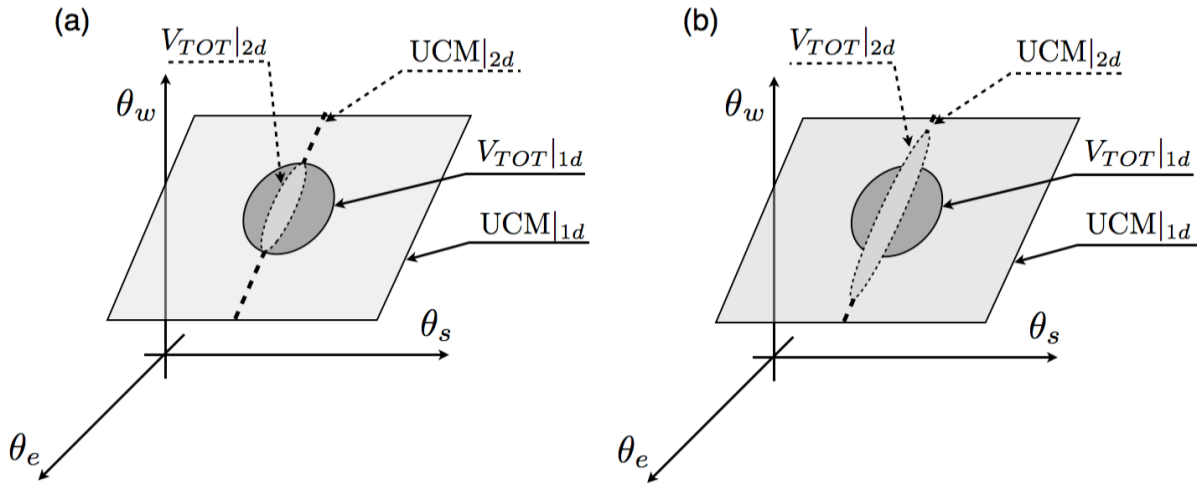 (a)
V_{TOT}|_{2d}
UCM|_{2d}
θ_w
V_{TOT}|_{1d}
UCM|_{1d}
θ_s
θ_e
(b)
V_{TOT}|_{2d}
UCM|_{2d}
θ_w
V_{TOT}|_{1d}
UCM|_{1d}
θ_s
θ_e